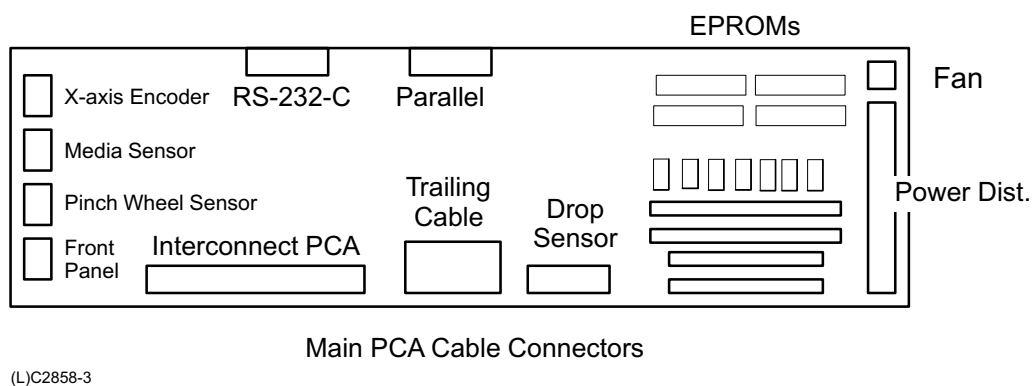 EPROMs
Fan
X-axis Encoder
RS-232-C
Parallel
Media Sensor
Pinch Wheel Sensor
Power Dist.
Trailing
Cable
Drop
Sensor
Front
Panel
Interconnect PCA
Main PCA Cable Connectors
(L)C2858-3